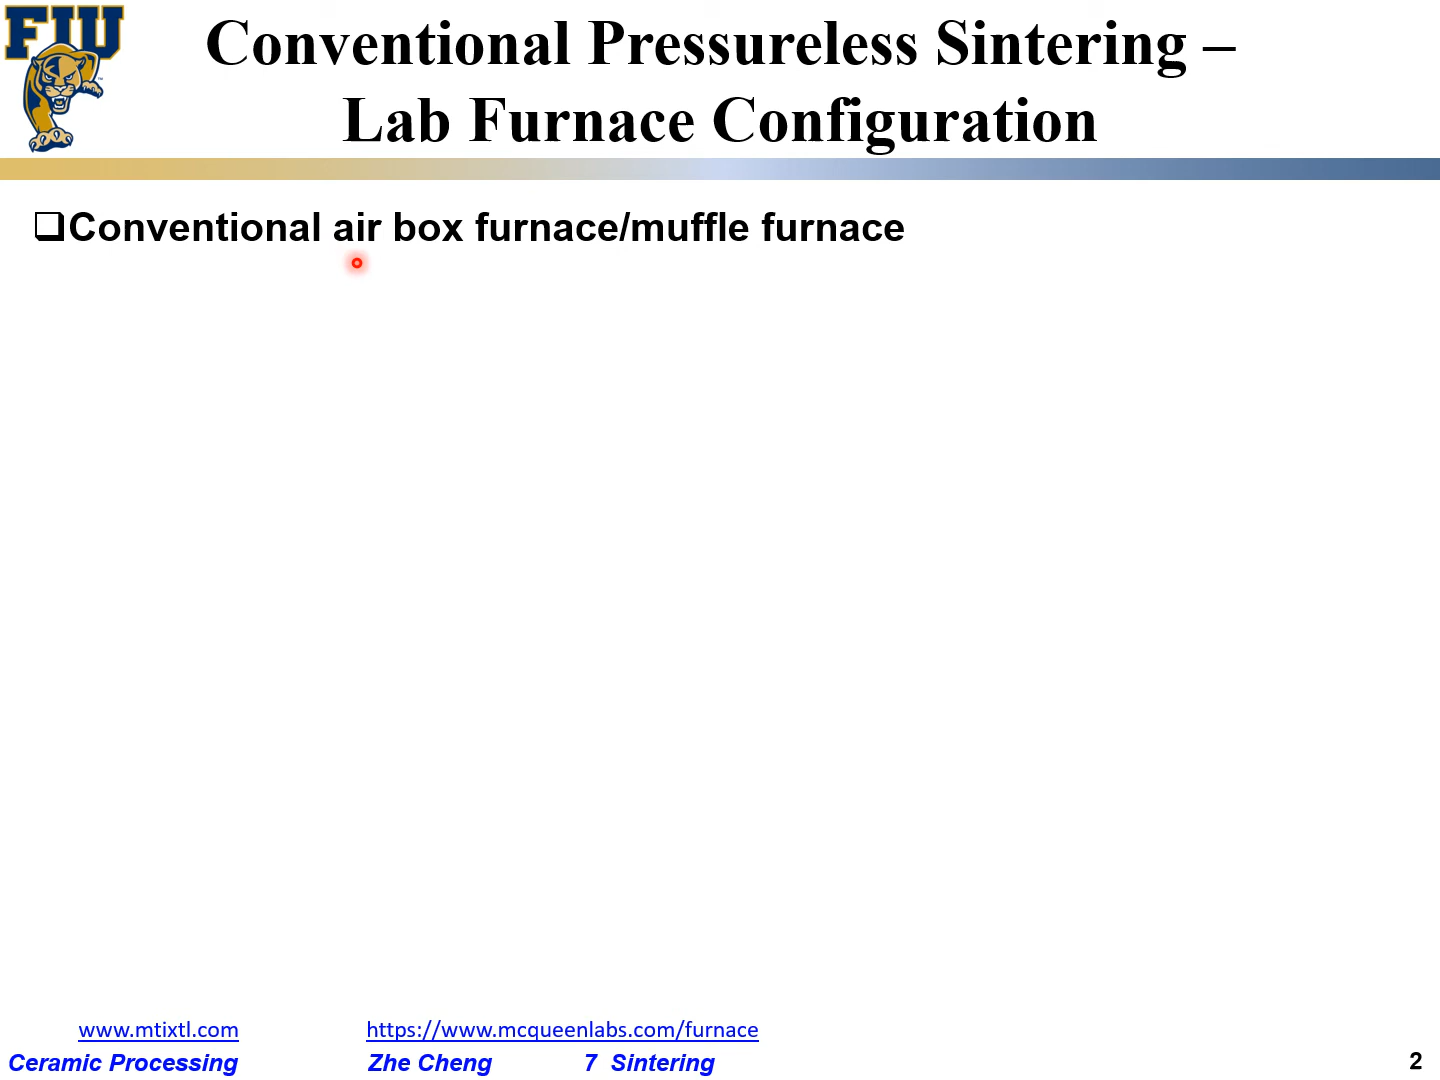 FIU
Conventional Pressureless Sintering –
Lab Furnace Configuration
❑Conventional air box furnace/muffle furnace
www.mtixtl.com https://www.mcqueenlabs.com/furnace
Ceramic Processing Zhe Cheng 7 Sintering 2